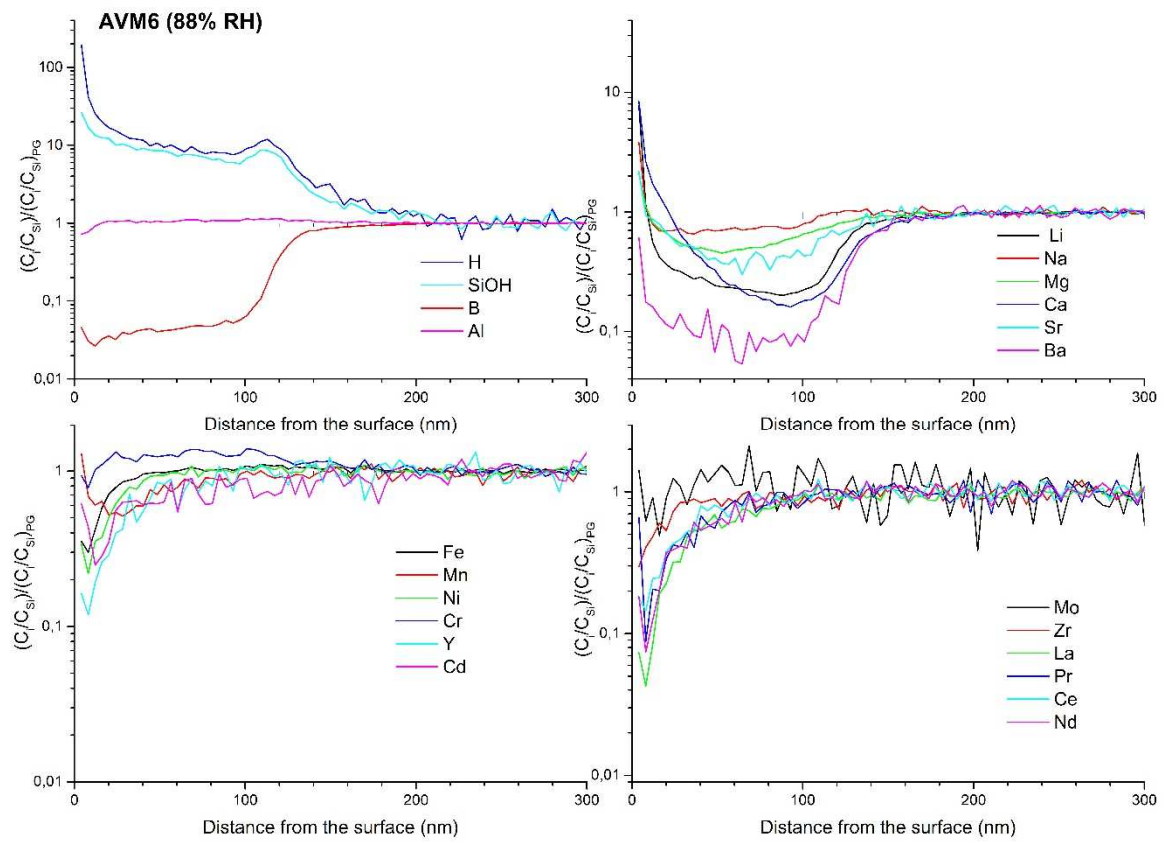 AVM6 (88% RH)
(C_i/C_Si)/(C_i/C_Si)_PG
100
10
1
0,1
0,01
H
SiOH
B
Al
0
100
200
300
Distance from the surface (nm)
(C_i/C_Si)/(C_i/C_Si)_PG
10
1
0,1
Li
Na
Mg
Ca
Sr
Ba
0
100
200
300
Distance from the surface (nm)
(C_i/C_Si)/(C_i/C_Si)_PG
1
0,1
0,01
Fe
Mn
Ni
Cr
Y
Cd
0
100
200
300
Distance from the surface (nm)
(C_i/C_Si)/(C_i/C_Si)_PG
1
0,1
0,01
Mo
Zr
La
Pr
Ce
Nd
0
100
200
300
Distance from the surface (nm)